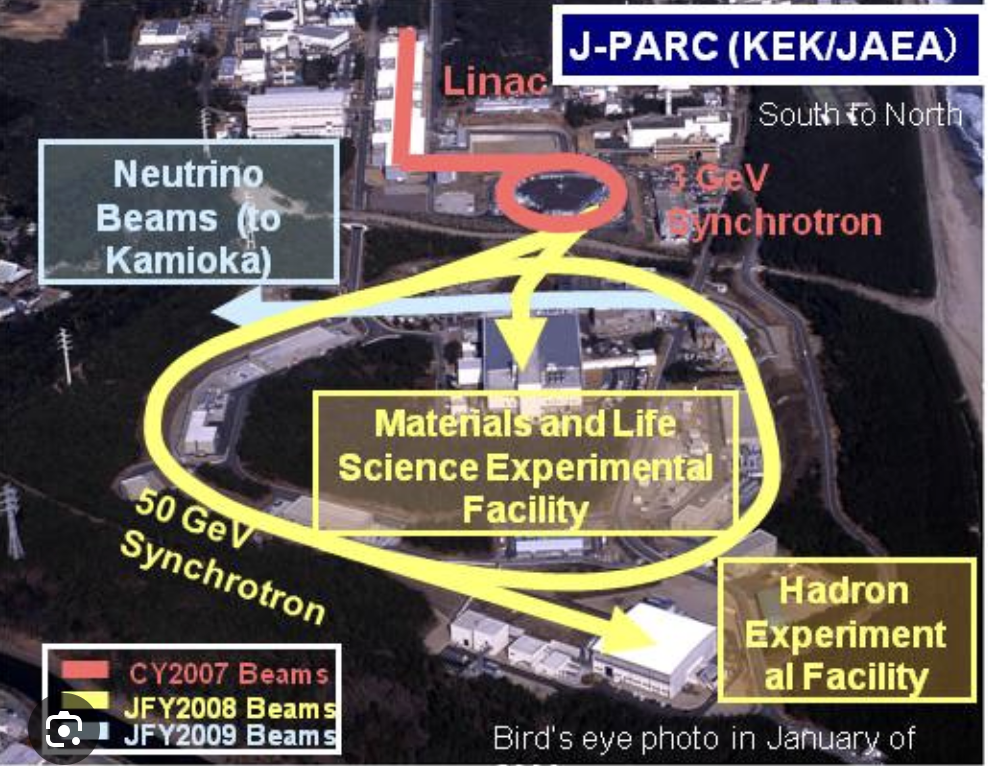 J-PARC (KEK/JAEA)
Linac
South to North
Neutrino
Beams (to
Kamioka)
3 GeV
Synchrotron
Materials and Life
Science Experimental
Facility
50 GeV
Synchrotron
Hadron
Experiment
al Facility
CY2007 Beams
JFY2008 Beams
JFY2009 Beams
Bird's eye photo in January of